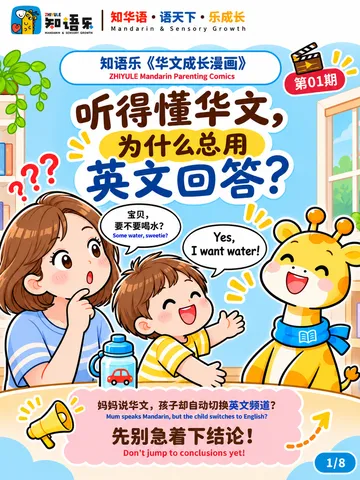 ZHIYULE
知语乐
MANDARIN & SENSORY GROWTH
知华语·语天下·乐成长
Mandarin & Sensory Growth
知语乐《华文成长漫画》
ZHIYULE Mandarin Parenting Comics
第01期
听得懂华文，
为什么总用
英文回答？
???
宝贝，
要不要喝水？
Some water, sweetie?
Yes,
I want water!
妈妈说华文，孩子却自动切换英文频道？
Mum speaks Mandarin, but the child switches to English?
先别急着下结论！
Don't jump to conclusions yet!
1/8